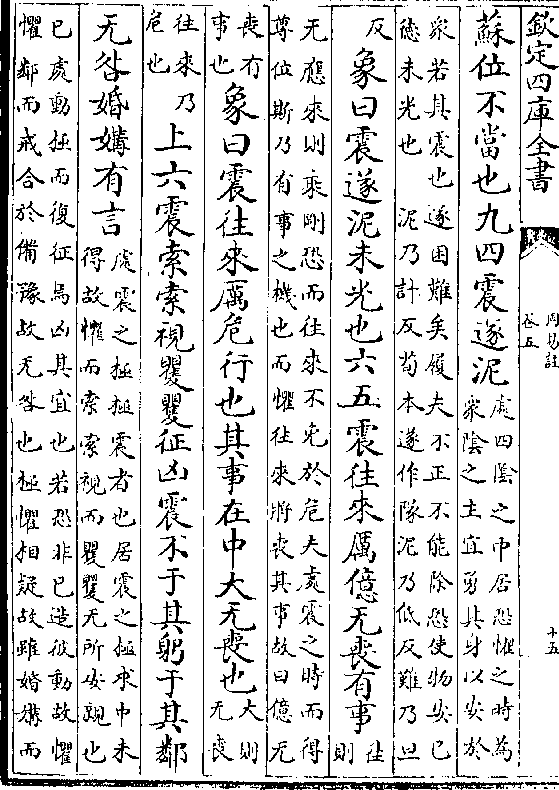 欽定四庫全書
周易註
卷五
十五
蘇位不當也九四震遂泥
處四陰之中居恐懼之時為
衆陰之主宜勇其身以安於
衆若其震也遂困難矣履夫不正不能除恐使物安已
徳未光也 泥乃計反荀本遂作隊泥乃低反難乃旦
反
象曰震遂泥未光也六五震往來厲億无喪有事
往
則
无應來則乘剛恐而往來不免於危夫處震之時而得
尊位斯乃有事之機也而懼往來將喪其事故曰億无
喪有
事也
象曰震往來厲危行也其事在中大无喪也
大則
无喪
往來乃
危也
上六震索索視矍矍征凶震不于其躬于其鄰
无咎婚媾有言
處震之極極震者也居震之極求中未
得故懼而索索視而矍矍无所安親也
已處動極而復征焉凶其宜也若恐非已造彼動故懼
懼鄰而戒合於備豫故无咎也極懼相疑故雖婚媾而